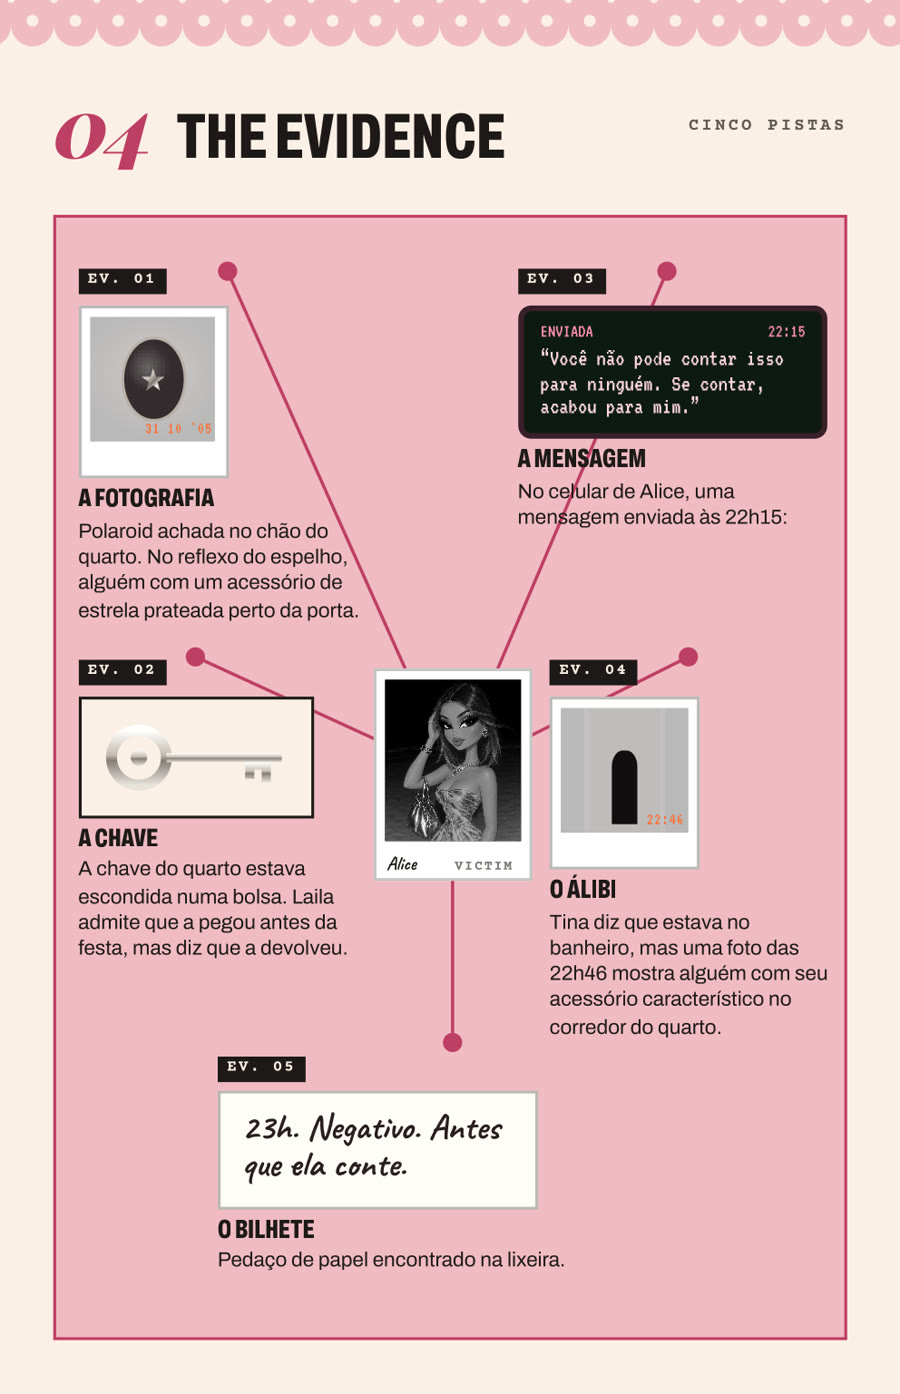 04 THE EVIDENCE
CINCO PISTAS
EV. 01
31 10 '05
A FOTOGRAFIA
Polaroid achada no chão do
quarto. No reflexo do espelho,
alguém com um acessório de
estrela prateada perto da porta.
EV. 03
ENVIADA 22:15
“Você não pode contar isso
para ninguém. Se contar,
acabou para mim.”
A MENSAGEM
No celular de Alice, uma
mensagem enviada às 22h15:
EV. 02
A CHAVE
A chave do quarto estava
escondida numa bolsa. Laila
admite que a pegou antes da
festa, mas diz que a devolveu.
Alice VICTIM
EV. 04
22:46
O ÁLIBI
Tina diz que estava no
banheiro, mas uma foto das
22h46 mostra alguém com seu
acessório característico no
corredor do quarto.
EV. 05
23h. Negativo. Antes
que ela conte.
O BILHETE
Pedaço de papel encontrado na lixeira.